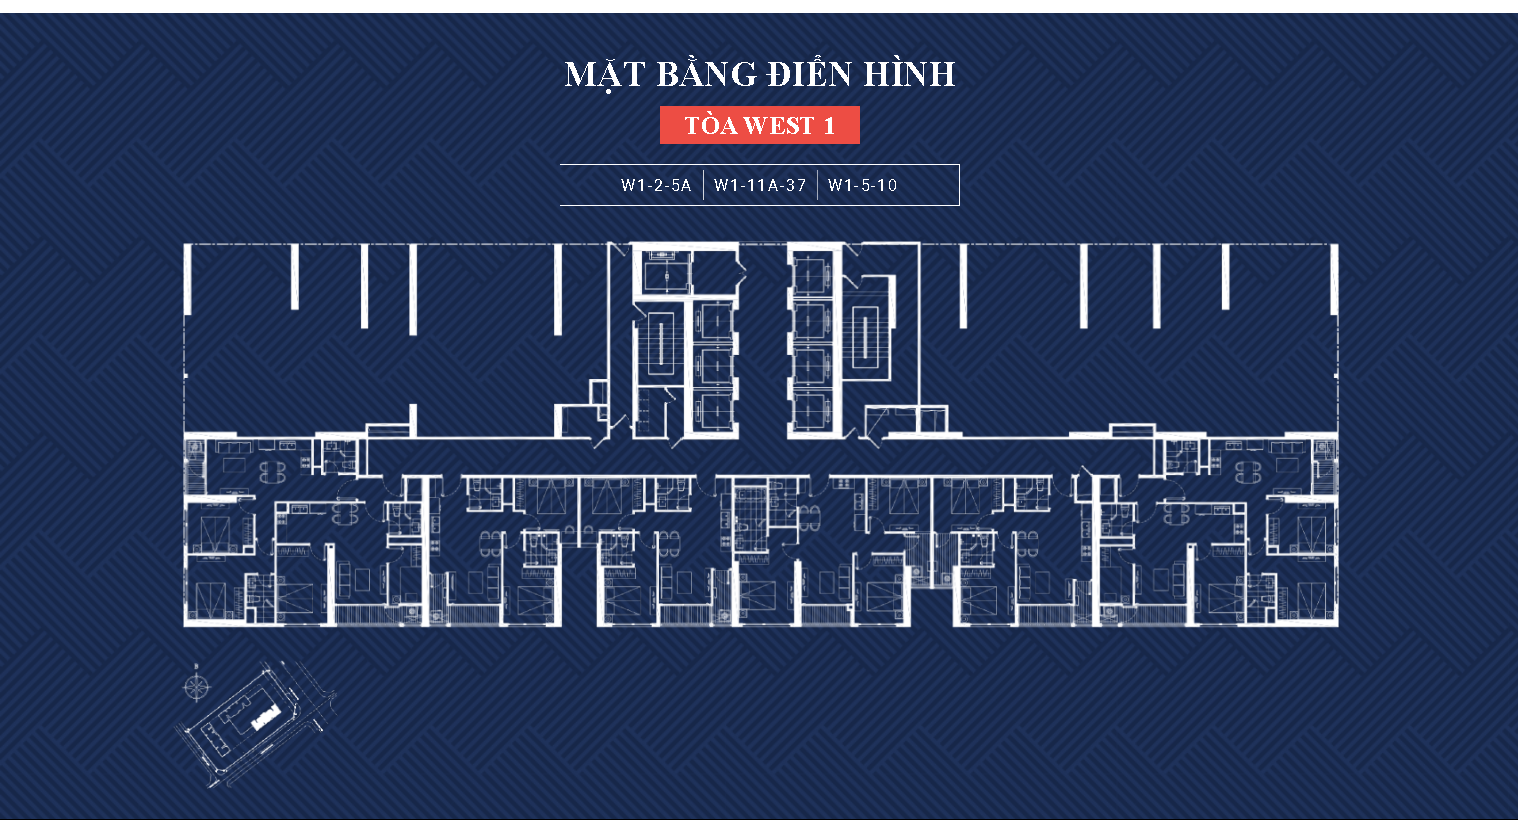 MẶT BẰNG ĐIỂN HÌNH
TÒA WEST 1
W1-2-5A
W1-11A-37
W1-5-10
B